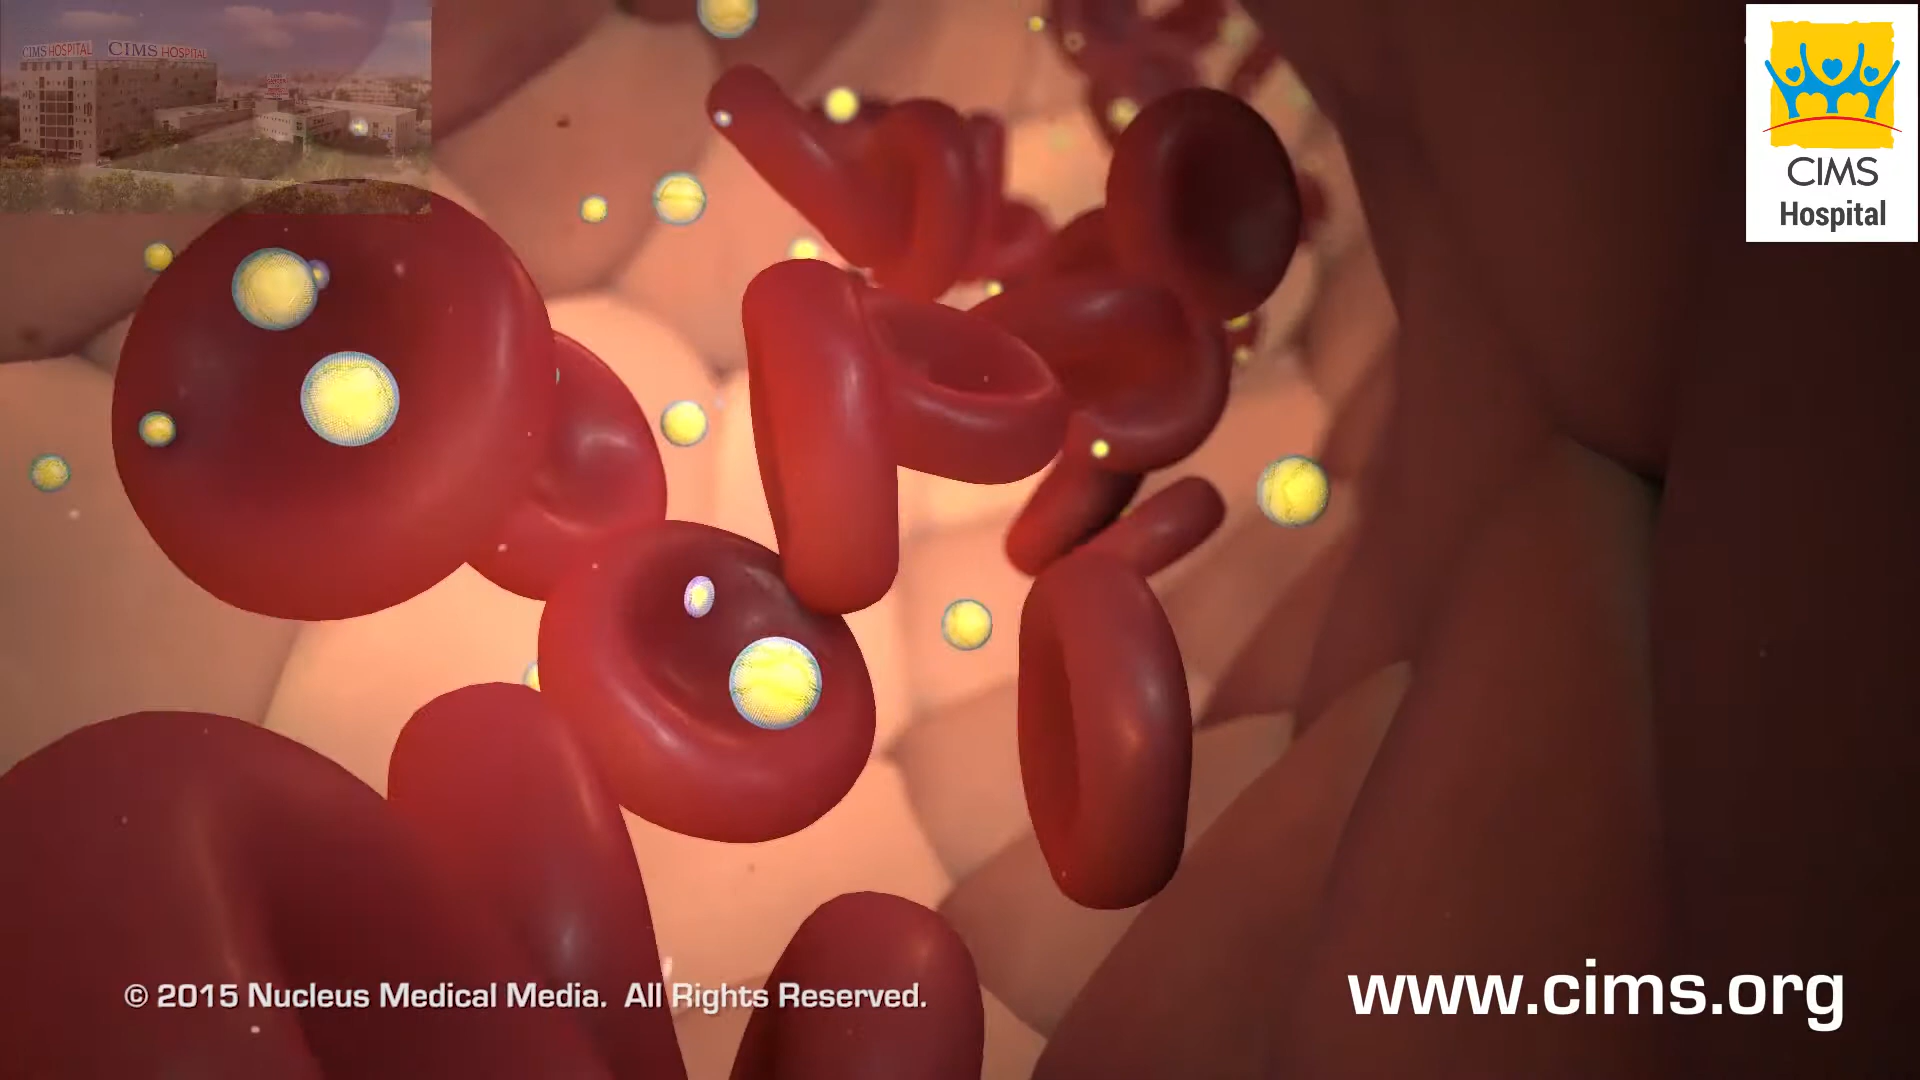 CIMS HOSPITAL CIMS HOSPITAL
CIMS
Hospital
© 2015 Nucleus Medical Media. All Rights Reserved.
www.cims.org